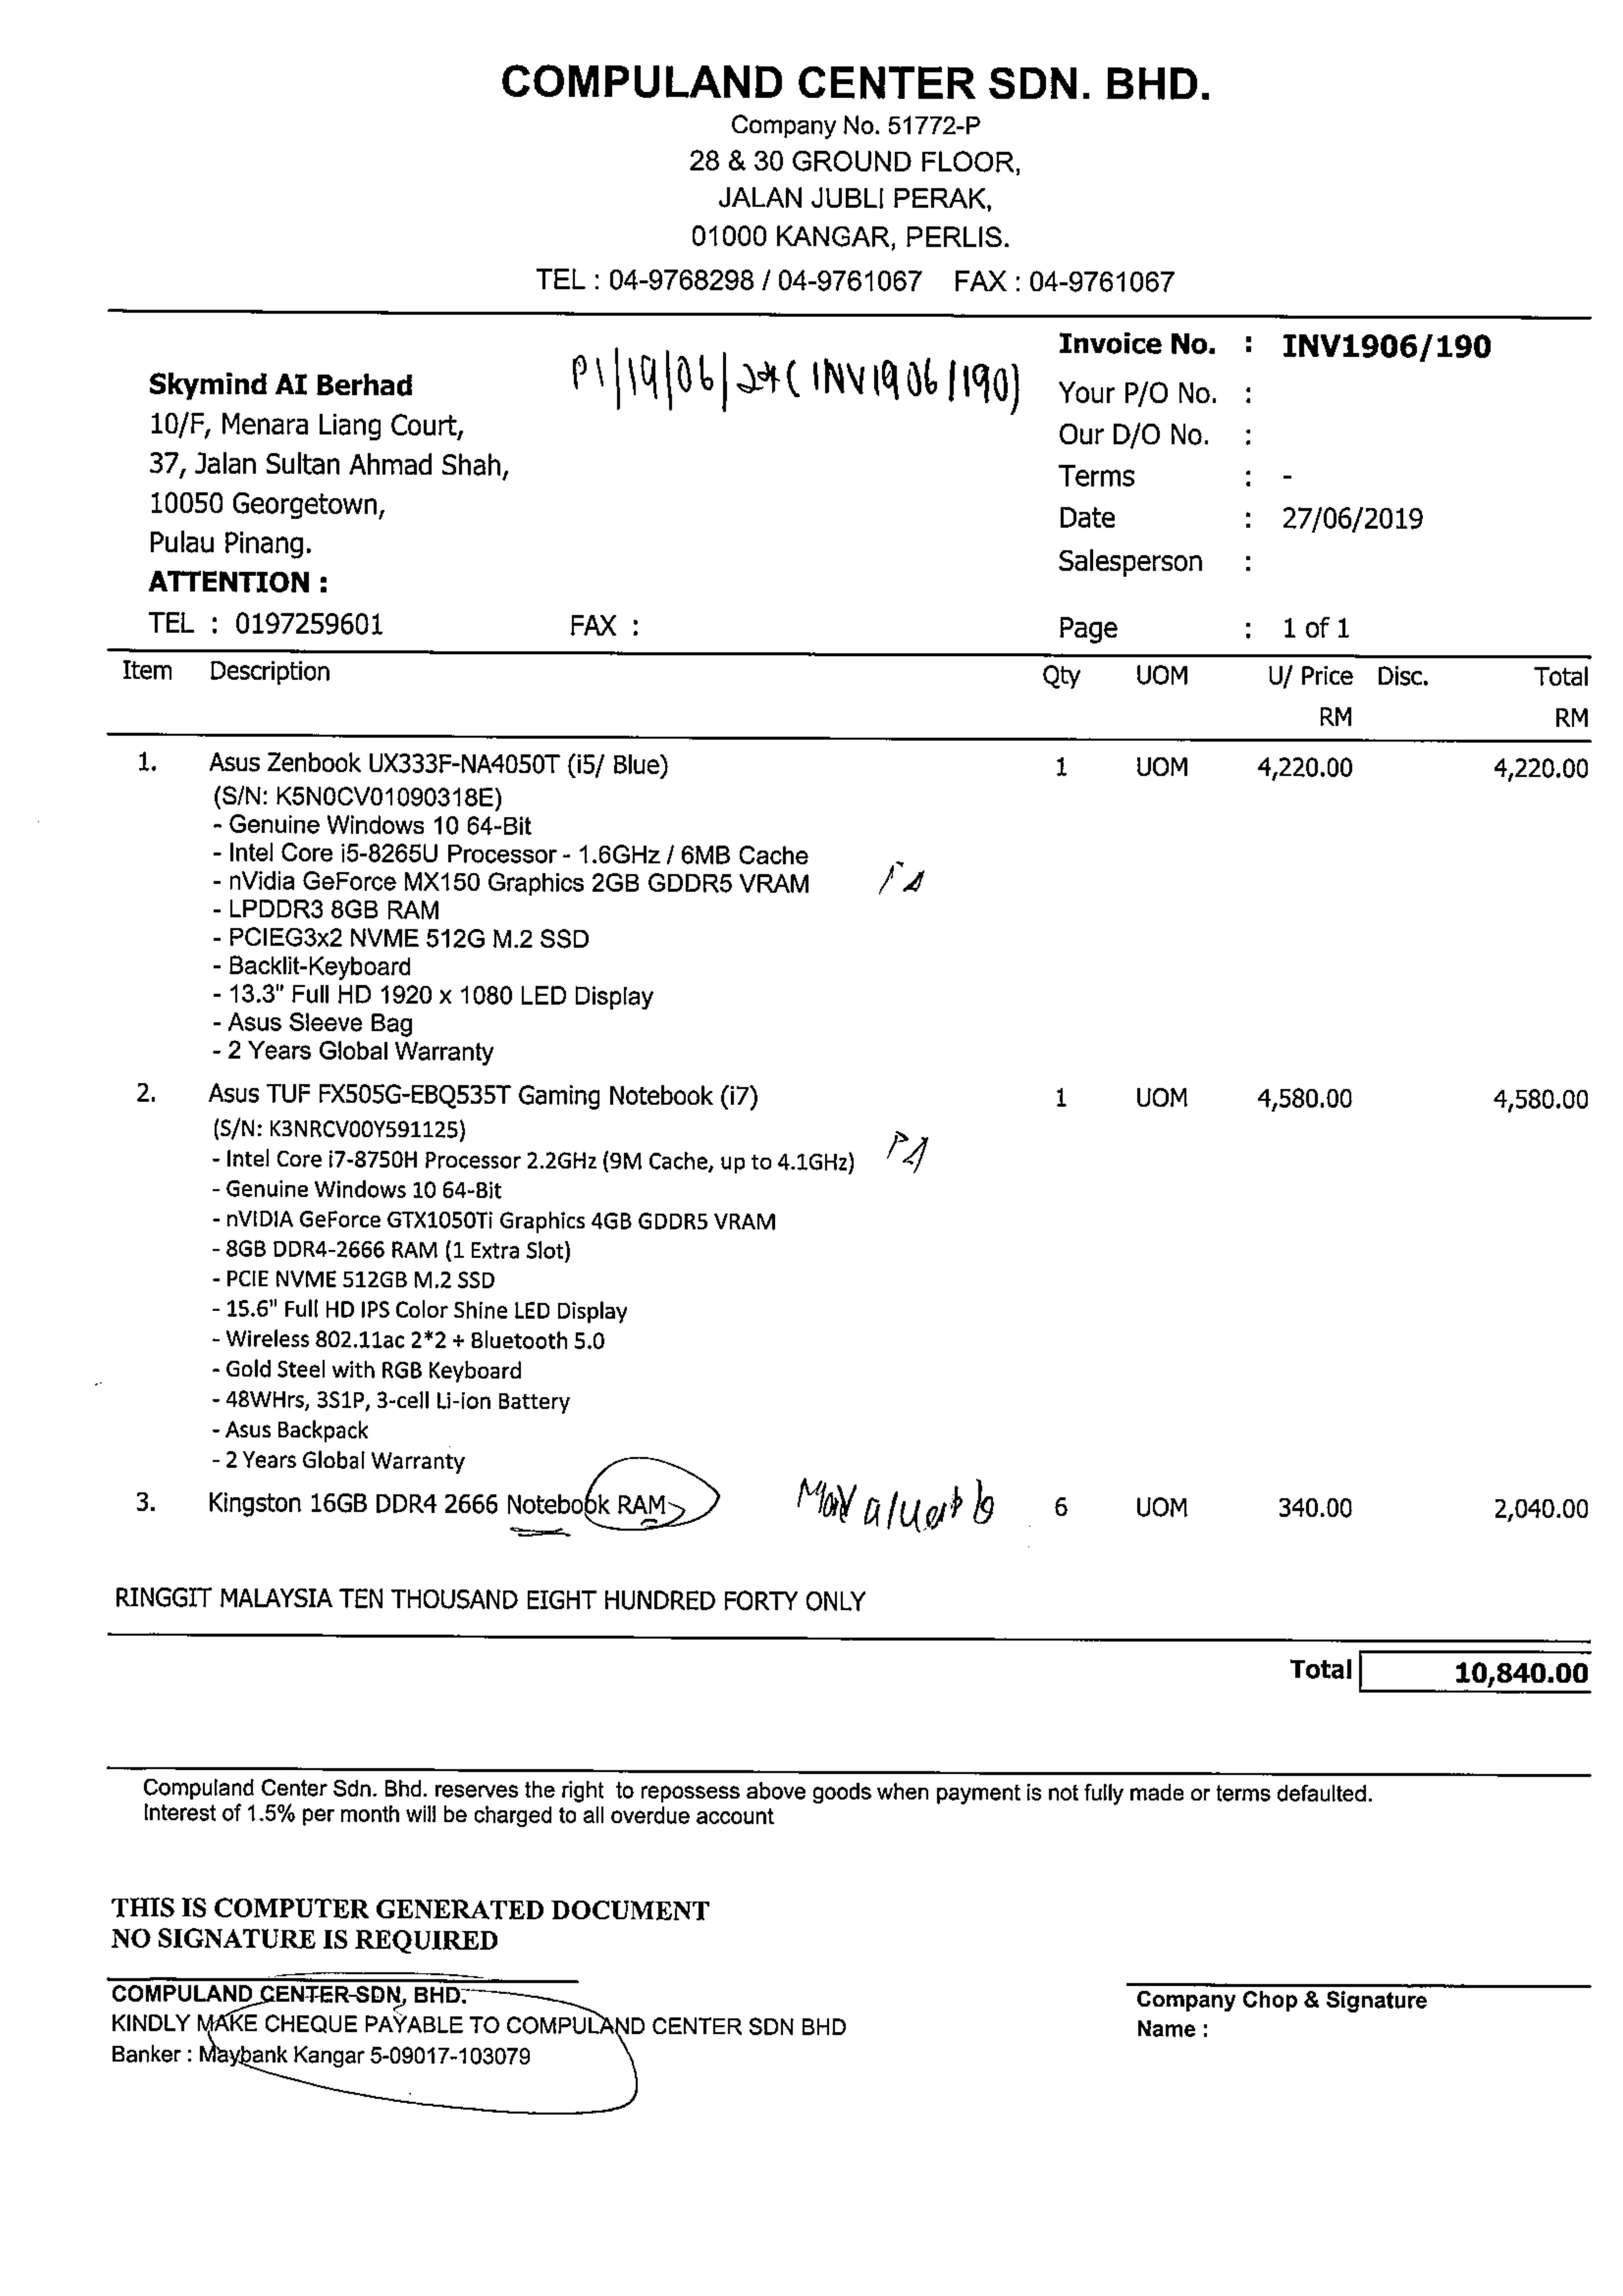 COMPULAND CENTER SDN. BHD.
Company No. 51772-P
28 & 30 GROUND FLOOR,
JALAN JUBLI PERAK,
01000 KANGAR, PERLIS.
TEL : 04-9768298 / 04-9761067 FAX : 04-9761067
Invoice No. : INV1906/190
Skymind AI Berhad
P1/19/06/ (INV1906/190)
Your P/O No. :
10/F, Menara Liang Court,
Our D/O No. :
37, Jalan Sultan Ahmad Shah,
Terms : -
10050 Georgetown,
Date : 27/06/2019
Pulau Pinang.
Salesperson :
ATTENTION :
TEL : 0197259601 FAX :
Page : 1 of 1
Item Description Qty UOM U/ Price Disc. Total
RM RM
1. Asus Zenbook UX333F-NA4050T (i5/ Blue) 1 UOM 4,220.00 4,220.00
(S/N: K5N0CV01090318E)
- Genuine Windows 10 64-Bit
- Intel Core i5-8265U Processor - 1.6GHz / 6MB Cache
- nVidia GeForce MX150 Graphics 2GB GDDR5 VRAM
- LPDDR3 8GB RAM
- PCIEG3x2 NVME 512G M.2 SSD
- Backlit-Keyboard
- 13.3" Full HD 1920 x 1080 LED Display
- Asus Sleeve Bag
- 2 Years Global Warranty
2. Asus TUF FX505G-EBQ535T Gaming Notebook (i7) 1 UOM 4,580.00 4,580.00
(S/N: K3NRCV00Y591125)
- Intel Core i7-8750H Processor 2.2GHz (9M Cache, up to 4.1GHz)
- Genuine Windows 10 64-Bit
- nVIDIA GeForce GTX1050Ti Graphics 4GB GDDR5 VRAM
- 8GB DDR4-2666 RAM (1 Extra Slot)
- PCIE NVME 512GB M.2 SSD
- 15.6" Full HD IPS Color Shine LED Display
- Wireless 802.11ac 2*2 + Bluetooth 5.0
- Gold Steel with RGB Keyboard
- 48WHrs, 3S1P, 3-cell Li-ion Battery
- Asus Backpack
- 2 Years Global Warranty
3. Kingston 16GB DDR4 2666 Notebook RAM 6 UOM 340.00 2,040.00
RINGGIT MALAYSIA TEN THOUSAND EIGHT HUNDRED FORTY ONLY
Total 10,840.00
Compuland Center Sdn. Bhd. reserves the right to repossess above goods when payment is not fully made or terms defaulted.
Interest of 1.5% per month will be charged to all overdue account
THIS IS COMPUTER GENERATED DOCUMENT
NO SIGNATURE IS REQUIRED
COMPULAND CENTER SDN, BHD.
Company Chop & Signature
KINDLY MAKE CHEQUE PAYABLE TO COMPULAND CENTER SDN BHD
Name :
Banker : Maybank Kangar 5-09017-103079